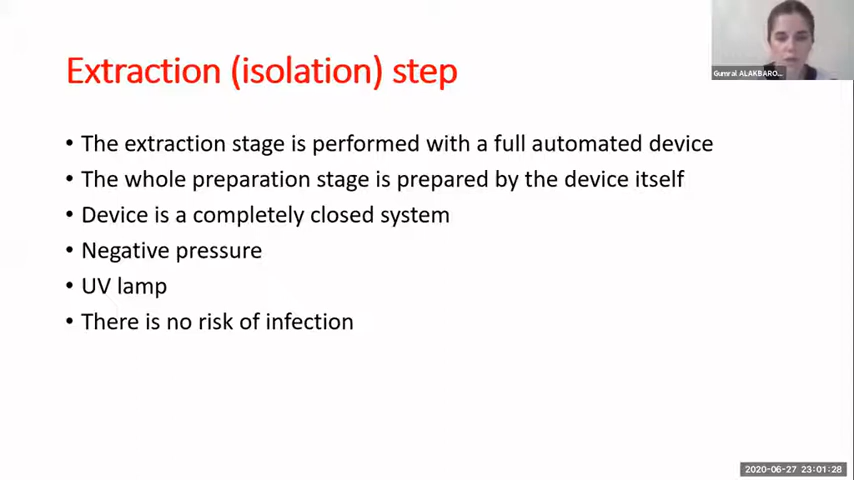 Gumral ALAKBARO...
Extraction (isolation) step
• The extraction stage is performed with a full automated device
• The whole preparation stage is prepared by the device itself
• Device is a completely closed system
• Negative pressure
• UV lamp
• There is no risk of infection
2020-06-27 23:01:28